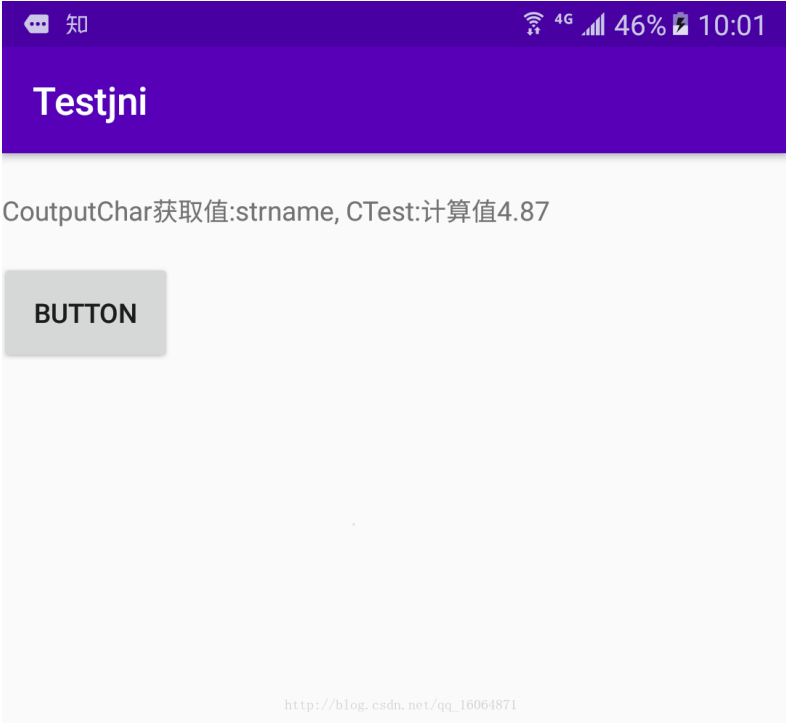 知 4G 46% 10:01
Testjni
CoutputChar获取值:strname, CTest:计算值4.87
BUTTON
http://blog.csdn.net/qq_16064871